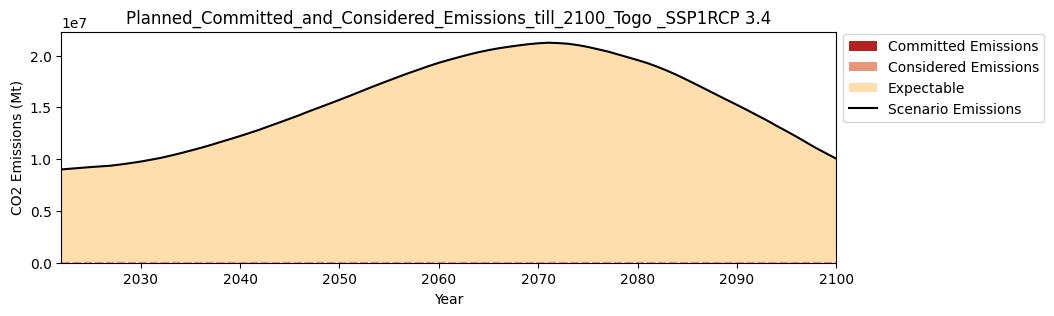 Planned_Committed_and_Considered_Emissions_till_2100_Togo _SSP1RCP 3.4
1e7
2.0
1.5
1.0
0.5
0.0
CO2 Emissions (Mt)
2030 2040 2050 2060 2070 2080 2090 2100
Year
Committed Emissions
Considered Emissions
Expectable
Scenario Emissions